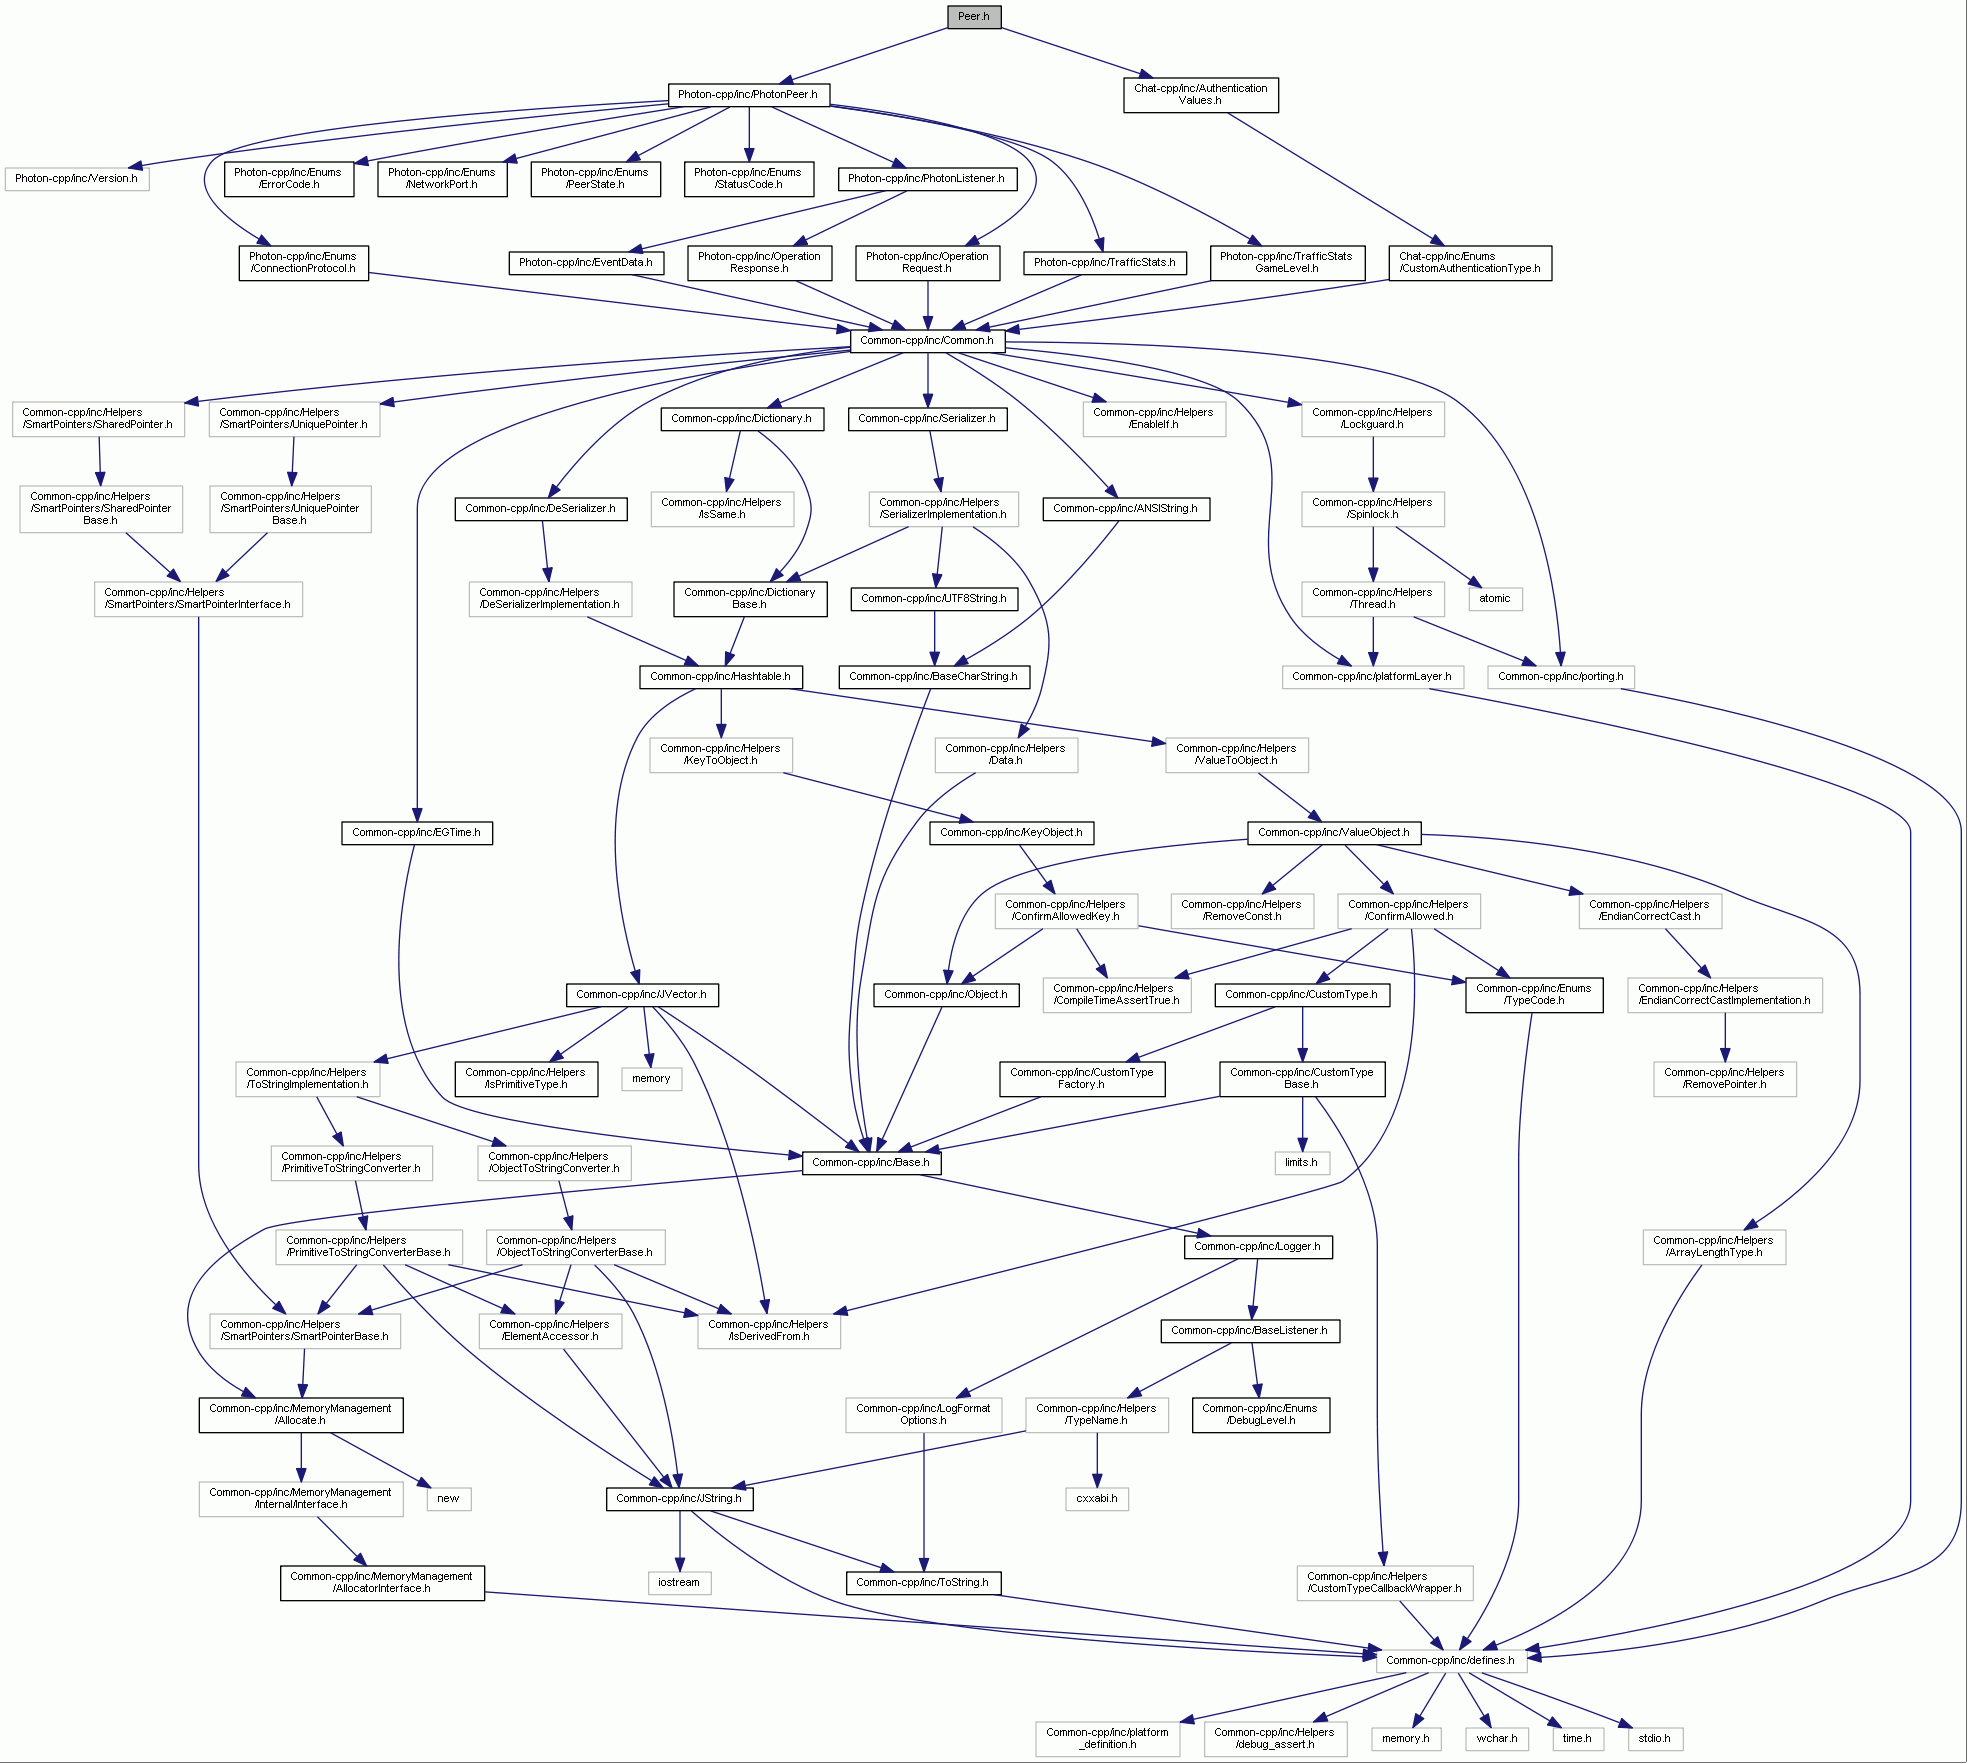 Peer.h
Photon-cpp/inc/PhotonPeer.h
Chat-cpp/inc/Authentication
Values.h
Photon-cpp/inc/Version.h
Photon-cpp/inc/Enums
/ErrorCode.h
Photon-cpp/inc/Enums
/NetworkPort.h
Photon-cpp/inc/Enums
/PeerState.h
Photon-cpp/inc/Enums
/StatusCode.h
Photon-cpp/inc/PhotonListener.h
Photon-cpp/inc/Enums
/ConnectionProtocol.h
Photon-cpp/inc/EventData.h
Photon-cpp/inc/Operation
Response.h
Photon-cpp/inc/Operation
Request.h
Photon-cpp/inc/TrafficStats.h
Photon-cpp/inc/TrafficStats
GameLevel.h
Chat-cpp/inc/Enums
/CustomAuthenticationType.h
Common-cpp/inc/Common.h
Common-cpp/inc/Helpers
/SmartPointers/SharedPointer.h
Common-cpp/inc/Helpers
/SmartPointers/UniquePointer.h
Common-cpp/inc/Dictionary.h
Common-cpp/inc/Serializer.h
Common-cpp/inc/Helpers
/EnableIf.h
Common-cpp/inc/Helpers
/Lockguard.h
Common-cpp/inc/Helpers
/SmartPointers/SharedPointer
Base.h
Common-cpp/inc/Helpers
/SmartPointers/UniquePointer
Base.h
Common-cpp/inc/DeSerializer.h
Common-cpp/inc/Helpers
/IsSame.h
Common-cpp/inc/Helpers
/SerializerImplementation.h
Common-cpp/inc/ANSIString.h
Common-cpp/inc/Helpers
/Spinlock.h
Common-cpp/inc/Helpers
/SmartPointers/SmartPointerInterface.h
Common-cpp/inc/Helpers
/DeSerializerImplementation.h
Common-cpp/inc/Dictionary
Base.h
Common-cpp/inc/UTF8String.h
Common-cpp/inc/Helpers
/Thread.h
atomic
Common-cpp/inc/Hashtable.h
Common-cpp/inc/BaseCharString.h
Common-cpp/inc/platformLayer.h
Common-cpp/inc/porting.h
Common-cpp/inc/Helpers
/KeyToObject.h
Common-cpp/inc/Helpers
/Data.h
Common-cpp/inc/Helpers
/ValueToObject.h
Common-cpp/inc/EGTime.h
Common-cpp/inc/KeyObject.h
Common-cpp/inc/ValueObject.h
Common-cpp/inc/Helpers
/ConfirmAllowedKey.h
Common-cpp/inc/Helpers
/RemoveConst.h
Common-cpp/inc/Helpers
/ConfirmAllowed.h
Common-cpp/inc/Helpers
/EndianCorrectCast.h
Common-cpp/inc/JVector.h
Common-cpp/inc/Object.h
Common-cpp/inc/Helpers
/CompileTimeAssertTrue.h
Common-cpp/inc/CustomType.h
Common-cpp/inc/Enums
/TypeCode.h
Common-cpp/inc/Helpers
/EndianCorrectCastImplementation.h
Common-cpp/inc/Helpers
/ToStringImplementation.h
Common-cpp/inc/Helpers
/IsPrimitiveType.h
memory
Common-cpp/inc/CustomType
Factory.h
Common-cpp/inc/CustomType
Base.h
Common-cpp/inc/Helpers
/RemovePointer.h
Common-cpp/inc/Helpers
/PrimitiveToStringConverter.h
Common-cpp/inc/Helpers
/ObjectToStringConverter.h
Common-cpp/inc/Base.h
limits.h
Common-cpp/inc/Helpers
/PrimitiveToStringConverterBase.h
Common-cpp/inc/Helpers
/ObjectToStringConverterBase.h
Common-cpp/inc/Logger.h
Common-cpp/inc/Helpers
/ArrayLengthType.h
Common-cpp/inc/Helpers
/SmartPointers/SmartPointerBase.h
Common-cpp/inc/Helpers
/ElementAccessor.h
Common-cpp/inc/Helpers
/IsDerivedFrom.h
Common-cpp/inc/BaseListener.h
Common-cpp/inc/MemoryManagement
/Allocate.h
Common-cpp/inc/LogFormat
Options.h
Common-cpp/inc/Helpers
/TypeName.h
Common-cpp/inc/Enums
/DebugLevel.h
Common-cpp/inc/MemoryManagement
/Internal/Interface.h
new
Common-cpp/inc/JString.h
cxxabi.h
Common-cpp/inc/MemoryManagement
/AllocatorInterface.h
iostream
Common-cpp/inc/ToString.h
Common-cpp/inc/Helpers
/CustomTypeCallbackWrapper.h
Common-cpp/inc/defines.h
Common-cpp/inc/platform
_definition.h
Common-cpp/inc/Helpers
/debug_assert.h
memory.h
wchar.h
time.h
stdio.h